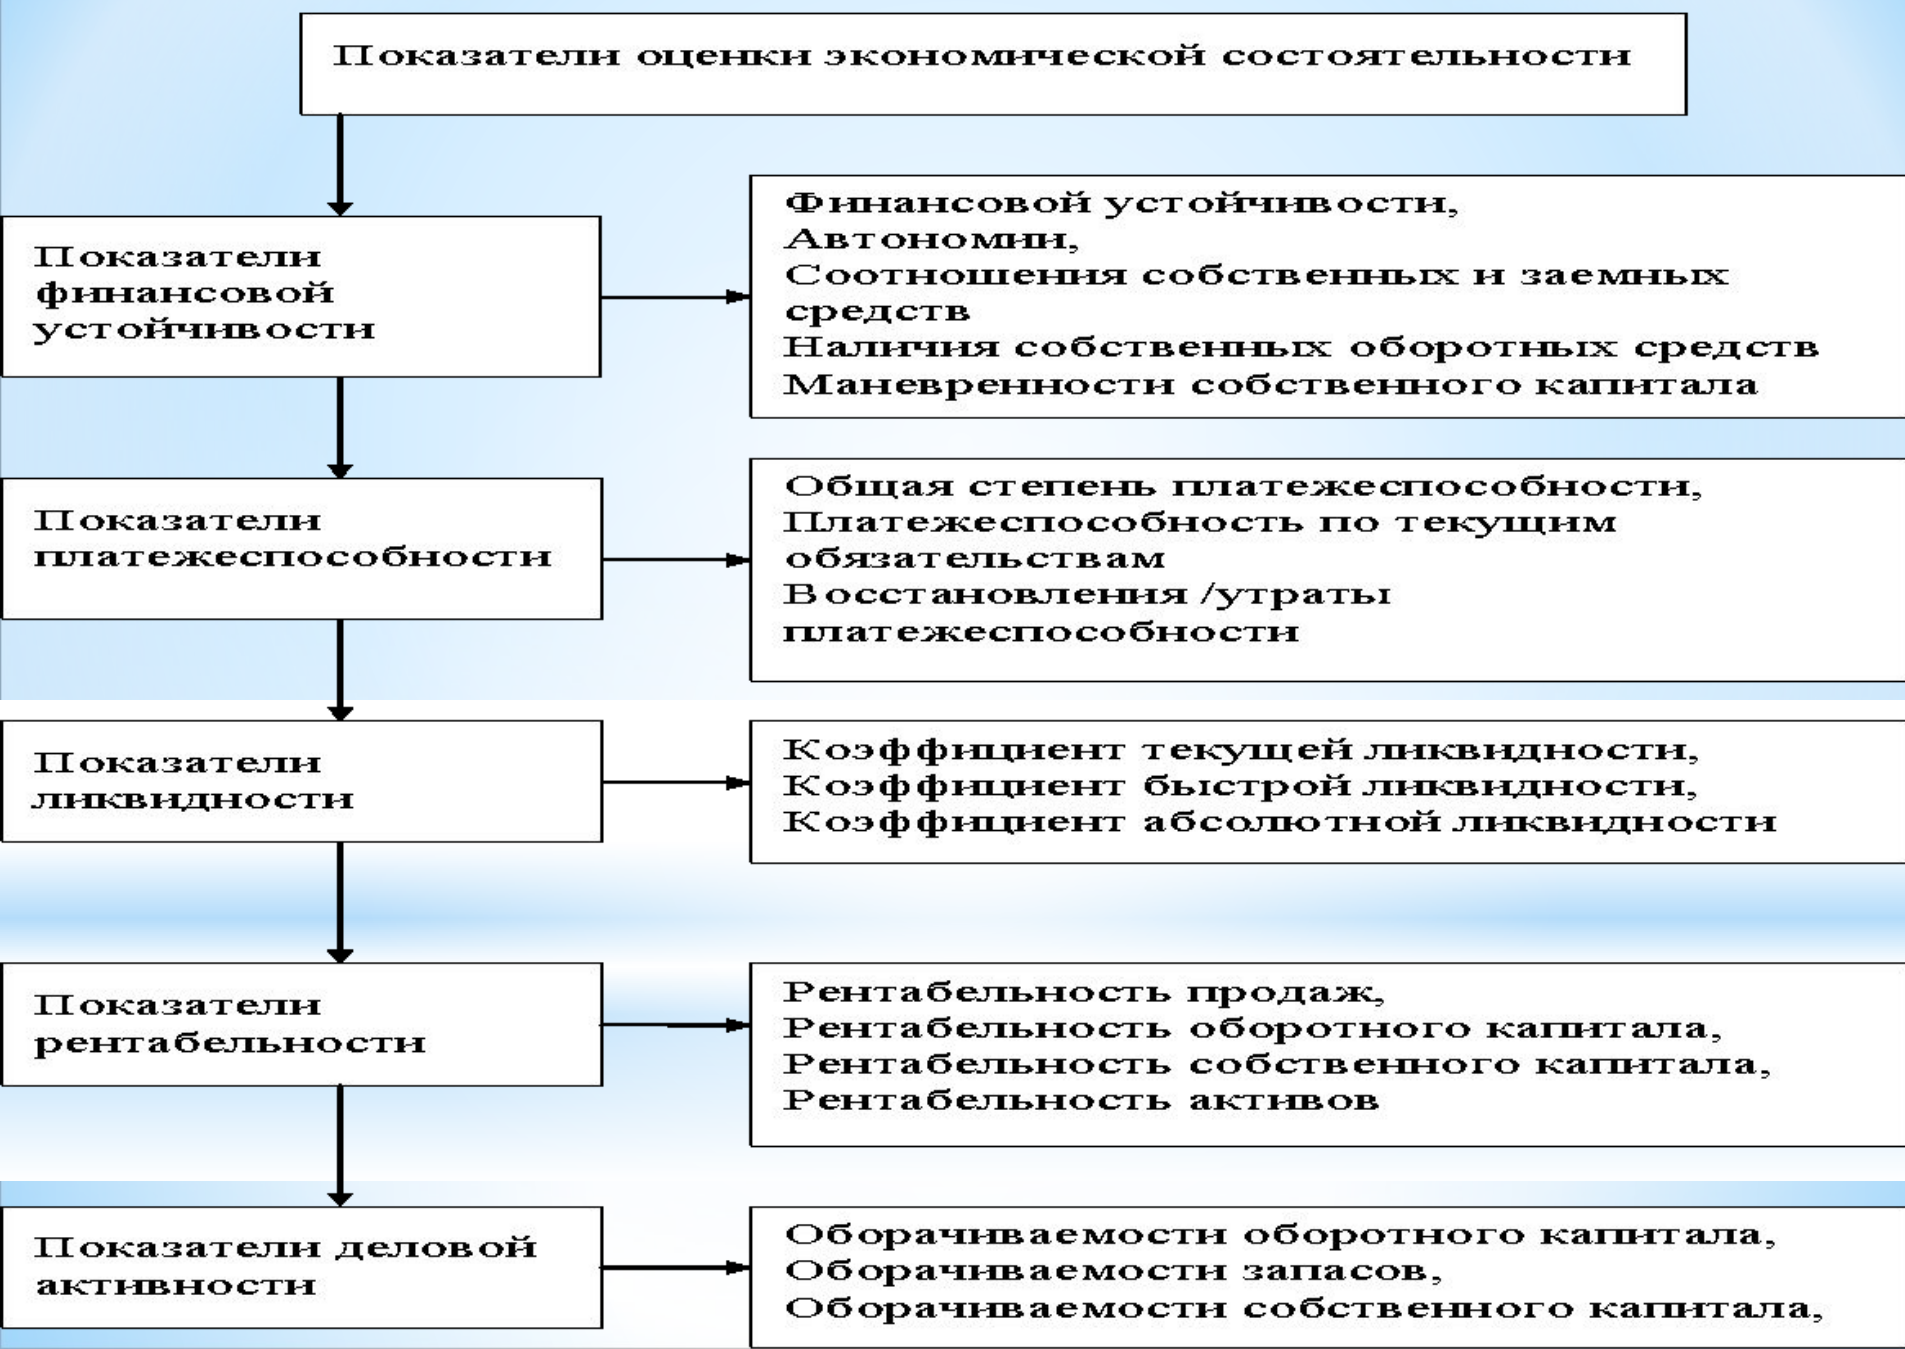 Показатели оценки экономической состоятельности
Показатели
финансовой
устойчивости
Финансовой устойчивости,
Автономии,
Соотношения собственных и заемных
средств
Наличия собственных оборотных средств
Маневренности собственного капитала
Показатели
платежеспособности
Общая степень платежеспособности,
Платежеспособность по текущим
обязательствам
Восстановления /утраты
платежеспособности
Показатели
ликвидности
Коэффициент текущей ликвидности,
Коэффициент быстрой ликвидности,
Коэффициент абсолютной ликвидности
Показатели
рентабельности
Рентабельность продаж,
Рентабельность оборотного капитала,
Рентабельность собственного капитала,
Рентабельность активов
Показатели деловой
активности
Оборачиваемости оборотного капитала,
Оборачиваемости запасов,
Оборачиваемости собственного капитала,